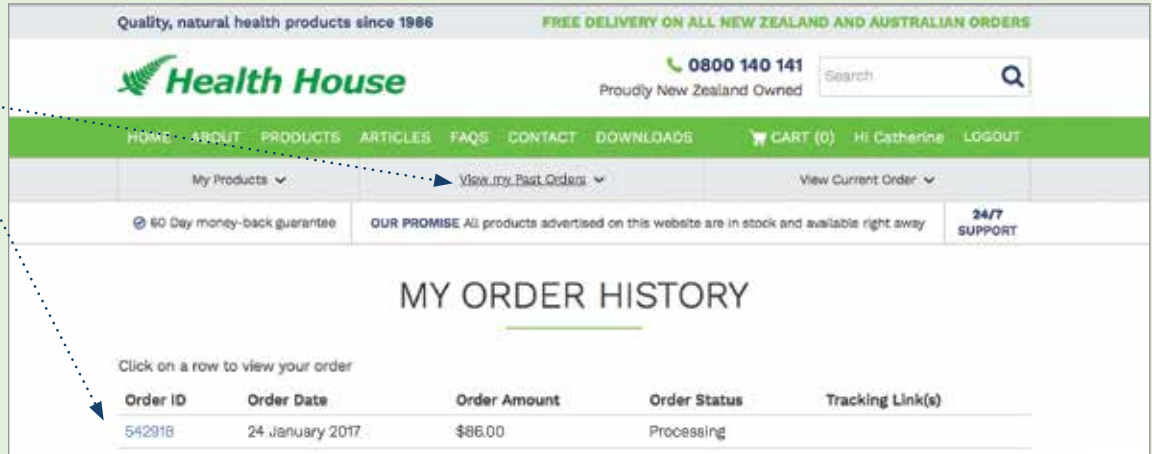 Quality, natural health products since 1986
FREE DELIVERY ON ALL NEW ZEALAND AND AUSTRALIAN ORDERS
Health House
0800 140 141
Proudly New Zealand Owned
Search
HOME ABOUT PRODUCTS ARTICLES FAQS CONTACT DOWNLOADS CART (0) Hi Catherine LOGOUT
My Products View my Past Orders View Current Order
60 Day money-back guarantee OUR PROMISE All products advertised on this website are in stock and available right away 24/7 SUPPORT
MY ORDER HISTORY
Click on a row to view your order
Order ID Order Date Order Amount Order Status Tracking Link(s)
542918 24 January 2017 $86.00 Processing